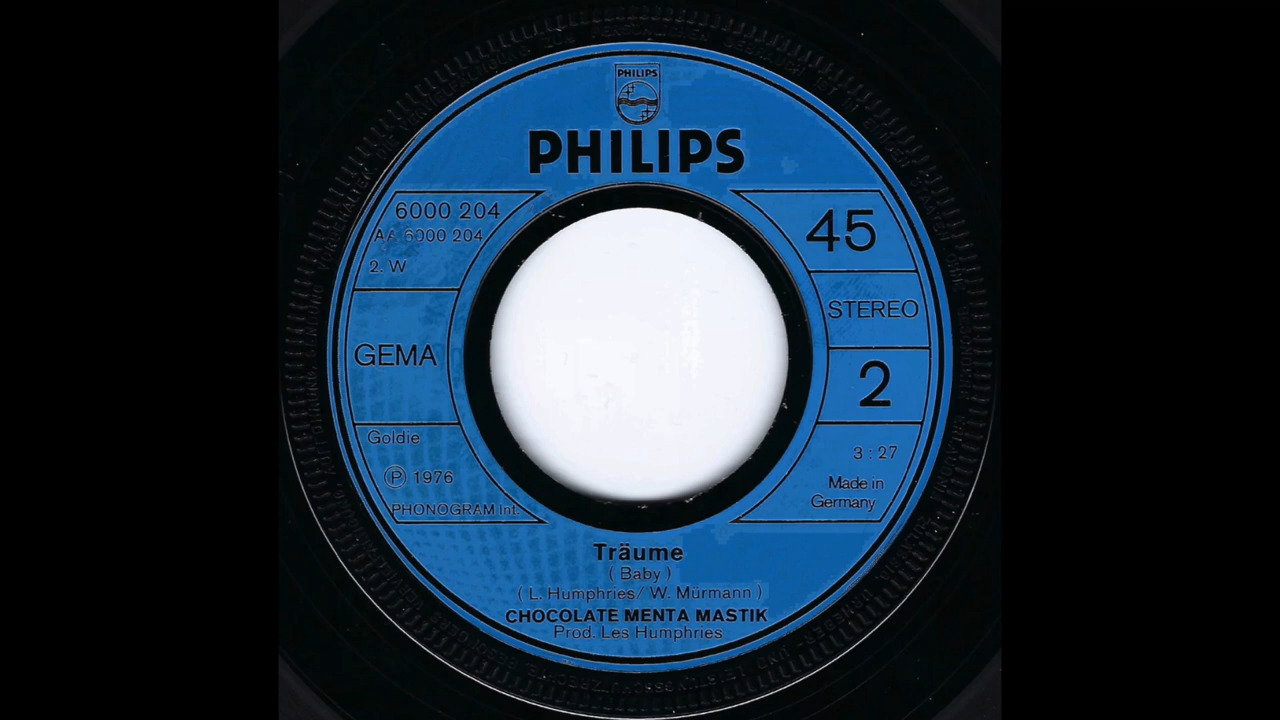 PHILIPS
PHILIPS
6000 204
AA 6000 204
2. W
GEMA
Goldie
Ⓟ 1976
PHONOGRAM Int.
45
STEREO
2
3 : 27
Made in
Germany
Träume
( Baby )
( L. Humphries/ W. Mürmann )
CHOCOLATE MENTA MASTIK
Prod. Les Humphries